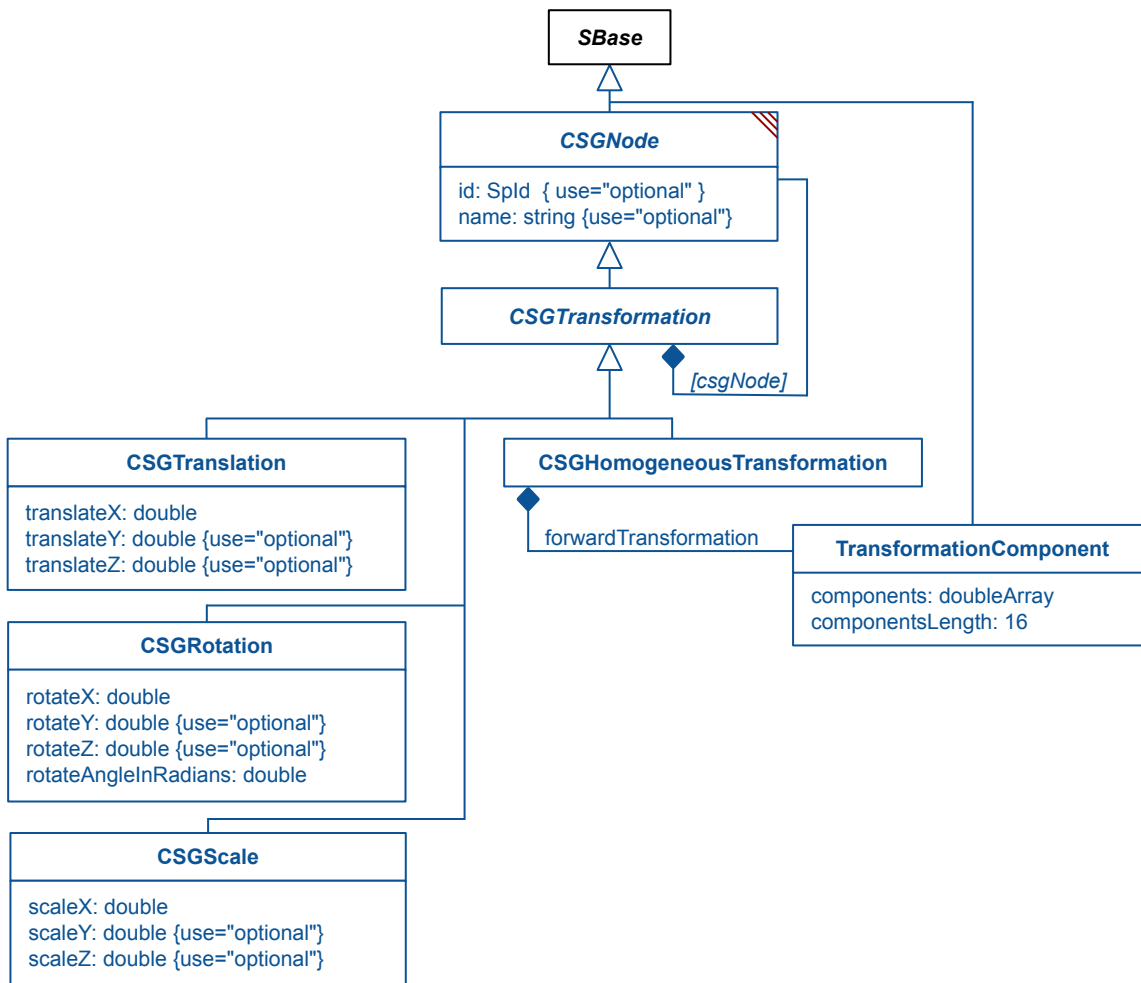 SBase
CSGNode
id: SpId  { use="optional" }
name: string {use="optional"}
CSGTransformation
[csgNode]
CSGTranslation
translateX: double
translateY: double {use="optional"}
translateZ: double {use="optional"}
CSGHomogeneousTransformation
forwardTransformation
TransformationComponent
components: doubleArray
componentsLength: 16
CSGRotation
rotateX: double
rotateY: double {use="optional"}
rotateZ: double {use="optional"}
rotateAngleInRadians: double
CSGScale
scaleX: double
scaleY: double {use="optional"}
scaleZ: double {use="optional"}